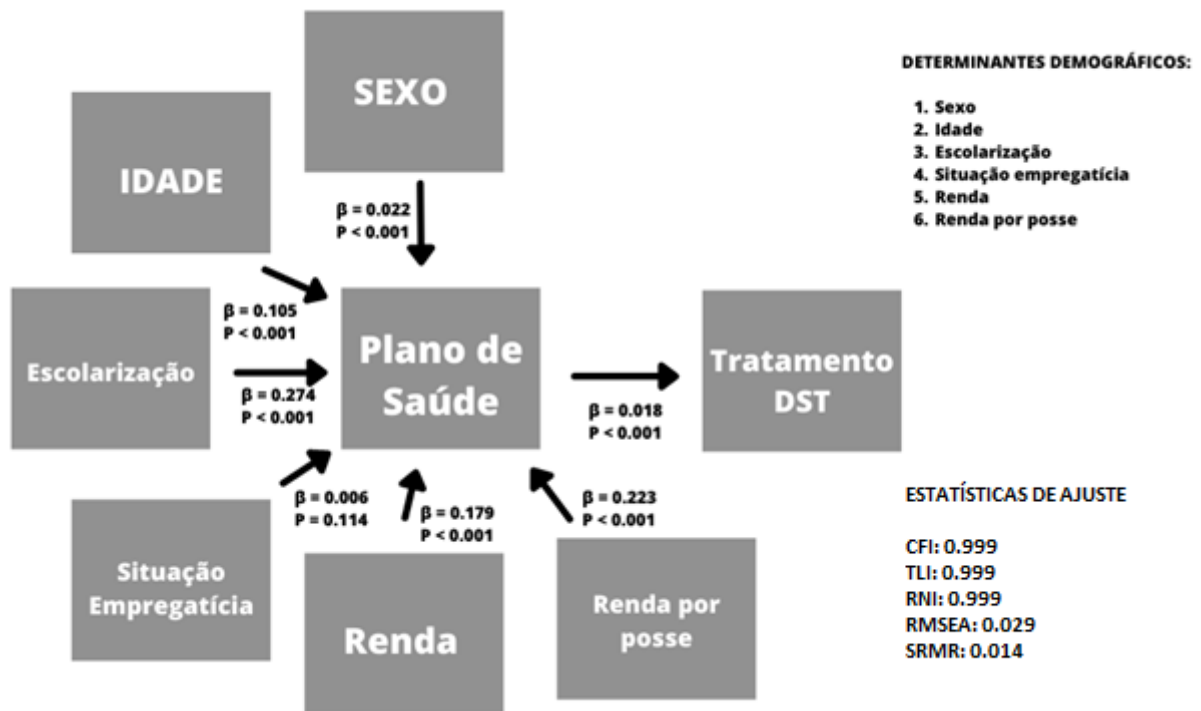 SEXO
DETERMINANTES DEMOGRÁFICOS:
1. Sexo
2. Idade
3. Escolarização
4. Situação empregatícia
5. Renda
6. Renda por posse
IDADE
β = 0.022
P < 0.001
β = 0.105
P < 0.001
Escolarização
β = 0.274
P < 0.001
Plano de
Saúde
β = 0.018
P < 0.001
Tratamento
DST
β = 0.006
P = 0.114
β = 0.179
P < 0.001
β = 0.223
P < 0.001
Situação
Empregatícia
Renda
Renda por
posse
ESTATÍSTICAS DE AJUSTE
CFI: 0.999
TLI: 0.999
RNI: 0.999
RMSEA: 0.029
SRMR: 0.014